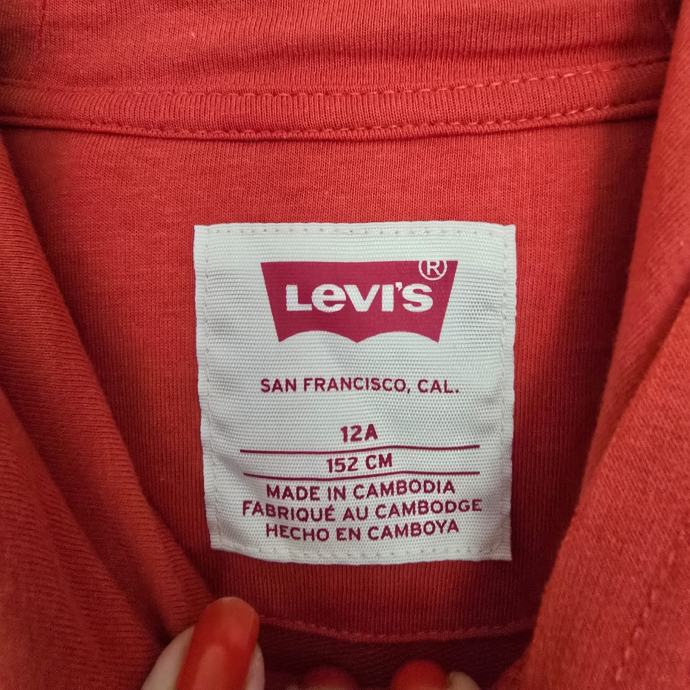 LEVI'S®
SAN FRANCISCO, CAL.
12A
152 CM
MADE IN CAMBODIA
FABRIQUÉ AU CAMBODGE
HECHO EN CAMBOYA